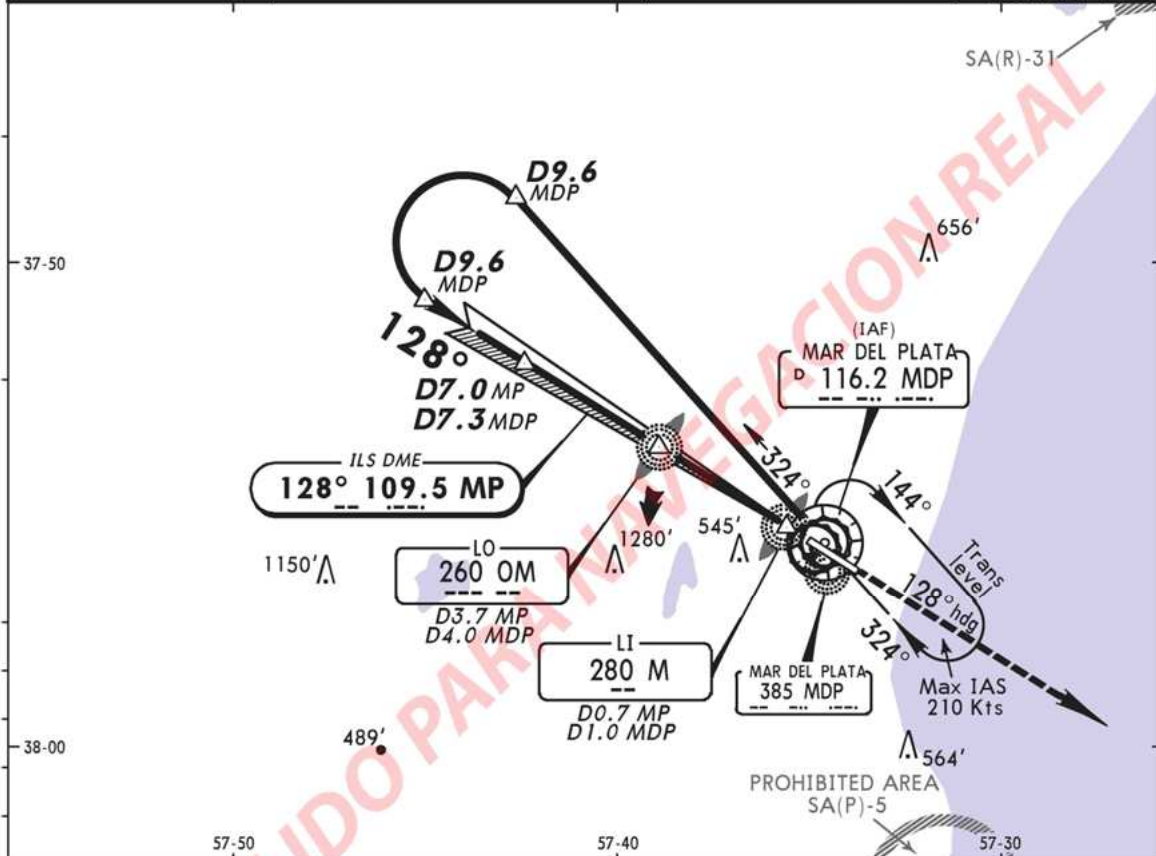 SA(R)-31
D9.6
MDP
656'
37-50
D9.6
MDP
(IAF)
MAR DEL PLATA
D 116.2 MDP
128°
D7.0 MP
D7.3 MDP
324°
144°
ILS DME
128° 109.5 MP
545'
1280'
Trans
level
1150'
LO
260 OM
D3.7 MP
D4.0 MDP
128° hdg
324°
LI
280 M
D0.7 MP
D1.0 MDP
MAR DEL PLATA
385 MDP
Max IAS
210 Kts
489'
38-00
564'
PROHIBITED AREA
SA(P)-5
57-50
57-40
57-30
PARA NAVEGACION REAL